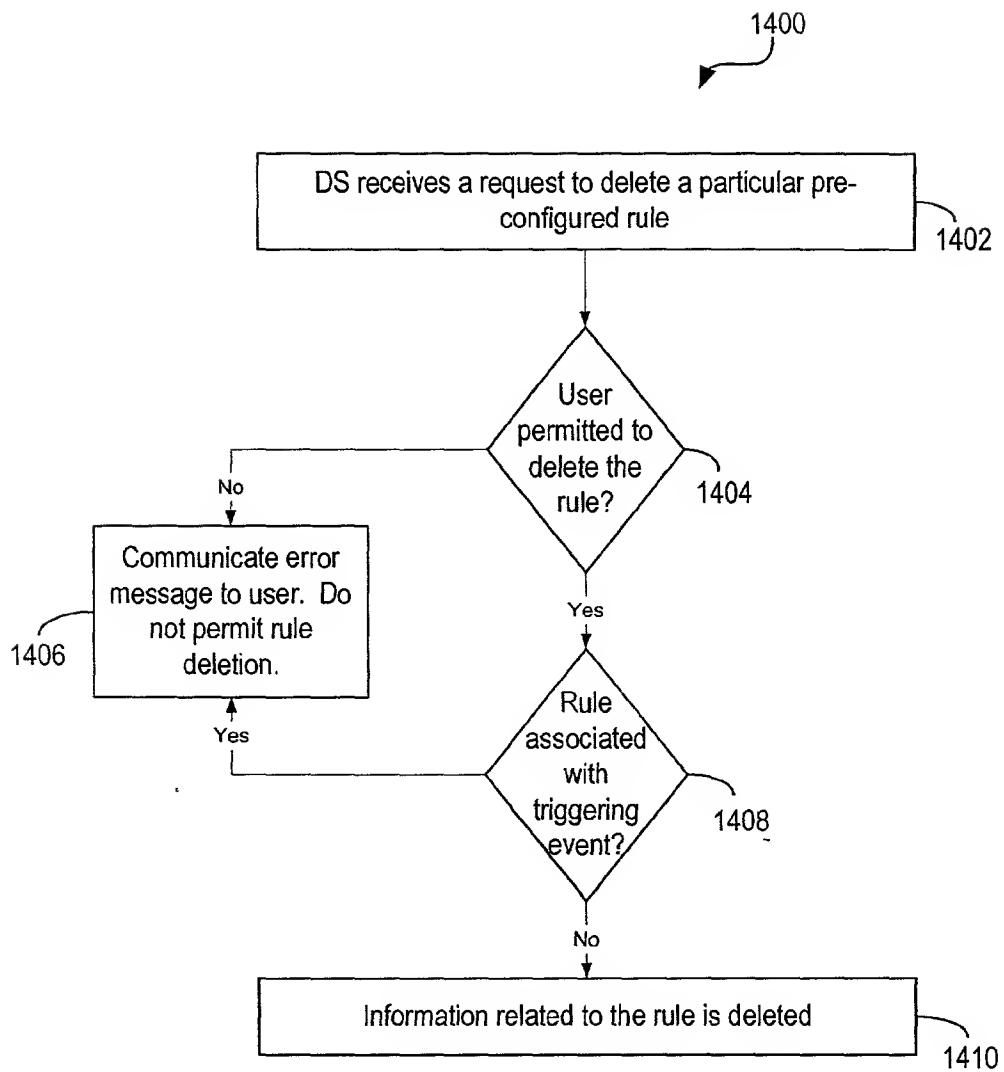 1400
DS receives a request to delete a particular pre-
configured rule
1402
User
permitted to
delete the
rule?
1404
No
Communicate error
message to user. Do
not permit rule
deletion.
1406
Yes
Rule
associated
with
triggering
event?
1408
Yes
No
Information related to the rule is deleted
1410